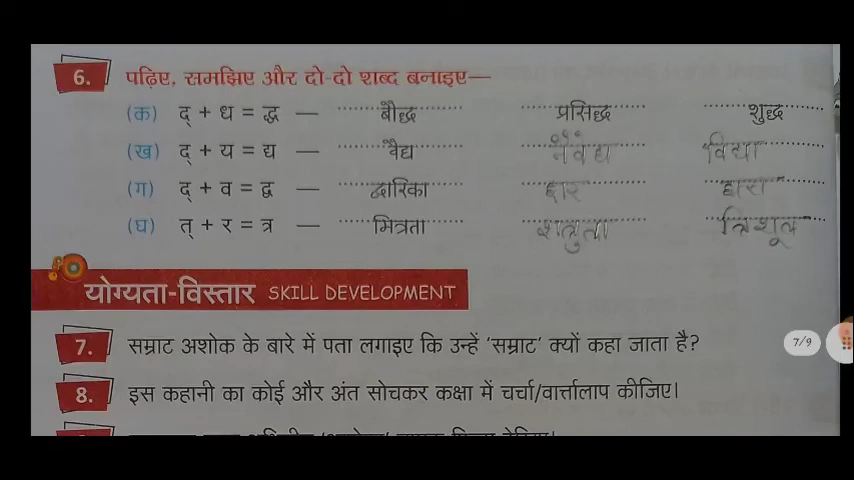 6. पढ़िए, समझिए और दो-दो शब्द बनाइए—
(क) द् + ध = द्ध — बौद्ध प्रसिद्ध शुद्ध
(ख) द् + य = द्य — वैद्य नैवेद्य विद्या
(ग) द् + व = द्व — द्वारिका द्वार द्वारा
(घ) त् + र = त्र — मित्रता शत्रुता त्रिशूल
योग्यता-विस्तार SKILL DEVELOPMENT
7. सम्राट अशोक के बारे में पता लगाइए कि उन्हें ‘सम्राट’ क्यों कहा जाता है?
7/9
8. इस कहानी का कोई और अंत सोचकर कक्षा में चर्चा/वार्त्तालाप कीजिए।